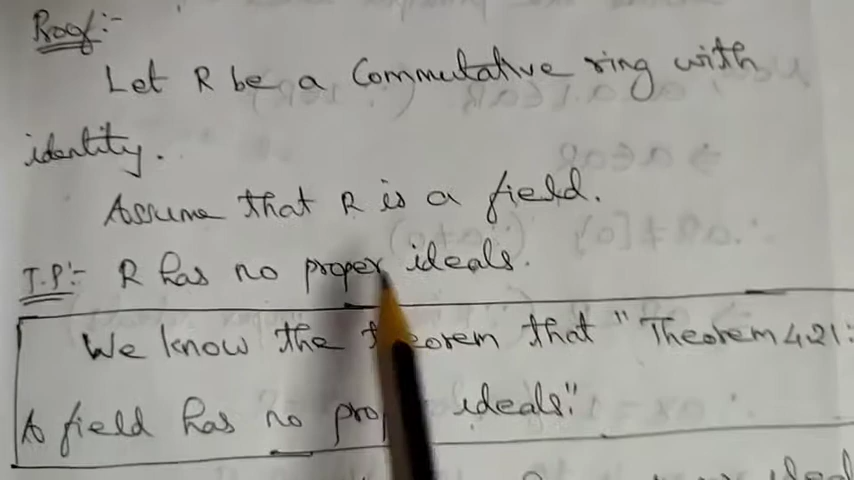 Proof:-
Let R be a Commutative ring with
identity.
Assume that R is a field.
T.P:- R has no proper ideals.
We know the theorem that "Theorem 4.21:
A field has no ideals."